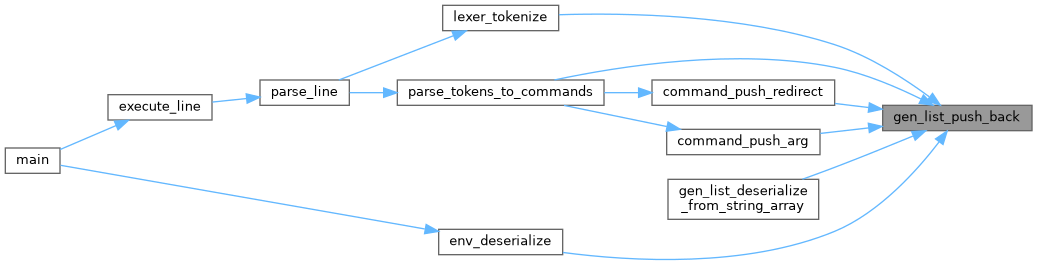 lexer_tokenize
parse_line
parse_tokens_to_commands
command_push_redirect
execute_line
gen_list_push_back
command_push_arg
main
gen_list_deserialize
_from_string_array
env_deserialize